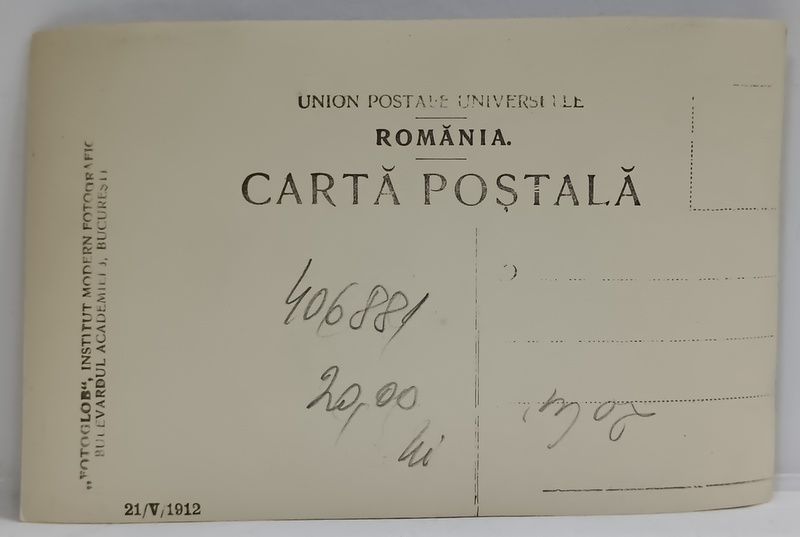 UNION POSTALE UNIVERSELLE
ROMÂNIA.
CARTĂ POȘTALĂ
„FOTOGLOB“, INSTITUT MODERN FOTOGRAFIC
BULEVARDUL ACADEMIEI, BUCUREȘTI
406881
20,00
lei
21/V/1912